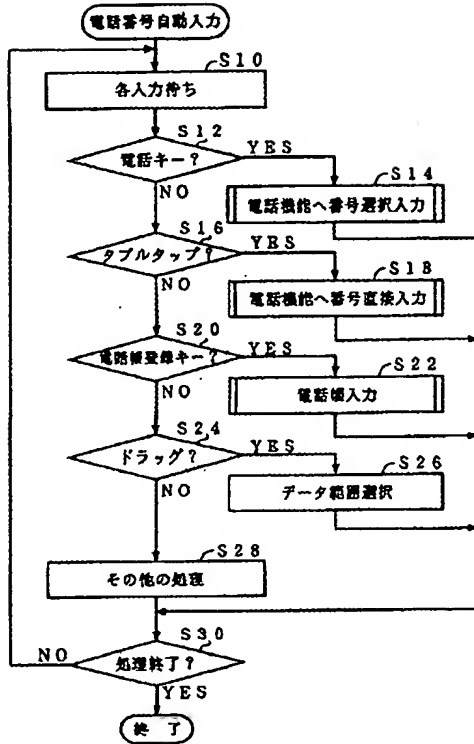 電話番号自動入力
S10
各入力待ち
S12
電話キー?
YES
NO
S14
電話機能へ番号選択入力
S16
タブルタップ?
YES
NO
S18
電話機能へ番号直接入力
S20
電話帳登録キー?
YES
NO
S22
電話帳入力
S24
ドラッグ?
YES
NO
S26
データ範囲選択
S28
その他の処理
S30
処理終了?
NO
YES
終了